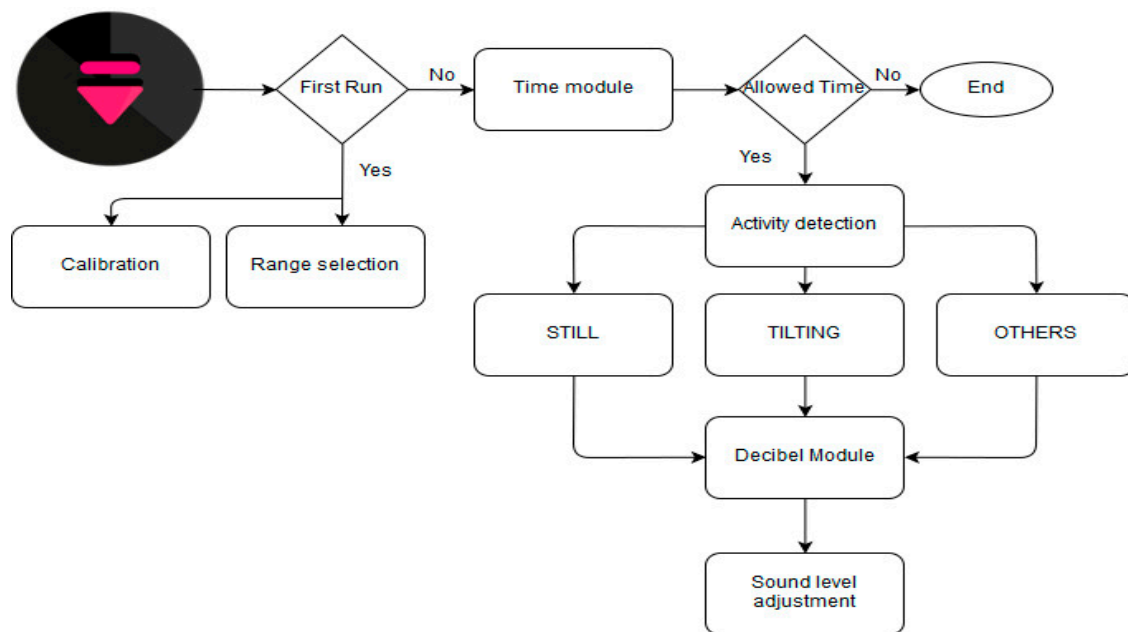 First Run
No
Time module
Allowed Time
No
End
Yes
Yes
Calibration
Range selection
Activity detection
STILL
TILTING
OTHERS
Decibel Module
Sound level
adjustment